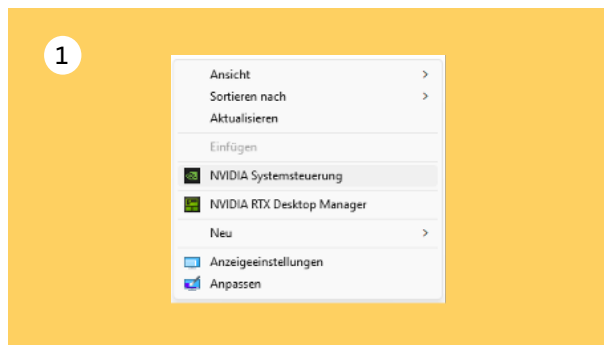 1
Ansicht
Sortieren nach
Aktualisieren
Einfügen
NVIDIA Systemsteuerung
NVIDIA RTX Desktop Manager
Neu
Anzeigeeinstellungen
Anpassen